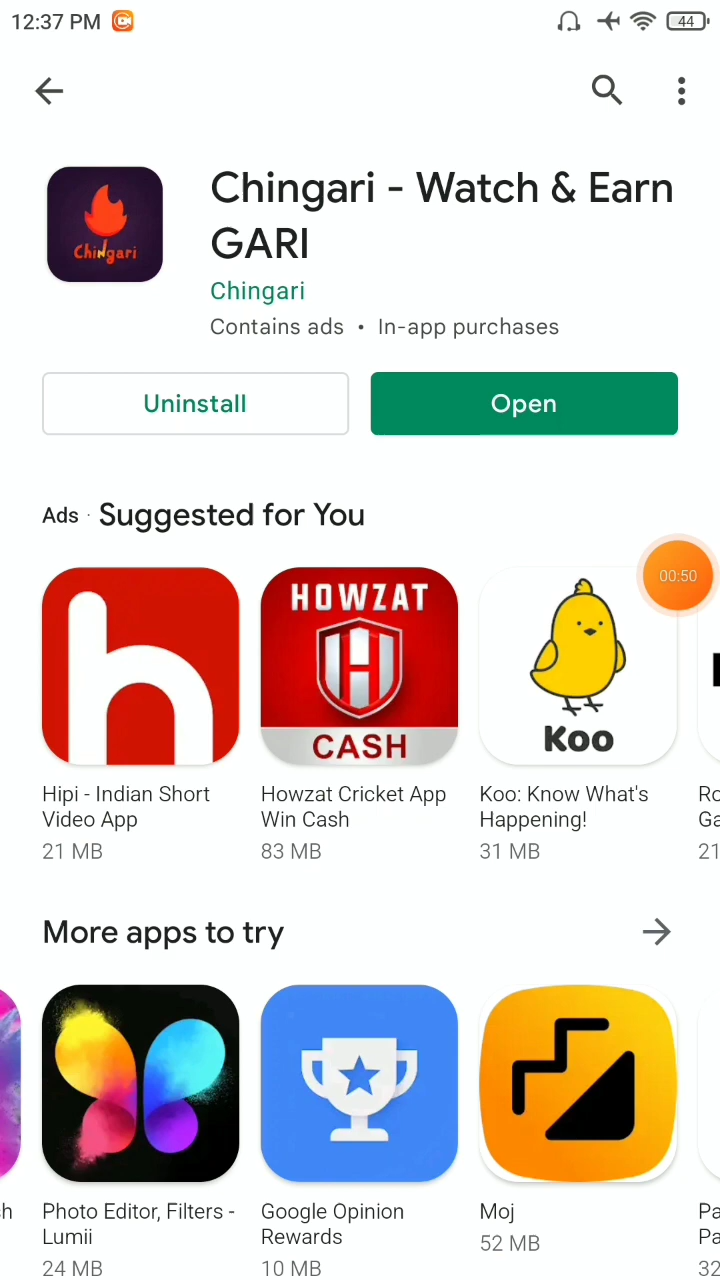 12:37 PM
44
Chingari - Watch & Earn
GARI
Chingari
Chingari
Contains ads • In-app purchases
Uninstall
Open
Ads · Suggested for You
00:50
HOWZAT
H
CASH
Koo
Hipi - Indian Short
Video App
21 MB
Howzat Cricket App
Win Cash
83 MB
Koo: Know What's
Happening!
31 MB
21
More apps to try
Photo Editor, Filters -
Lumii
24 MB
Google Opinion
Rewards
10 MB
Moj
52 MB
32